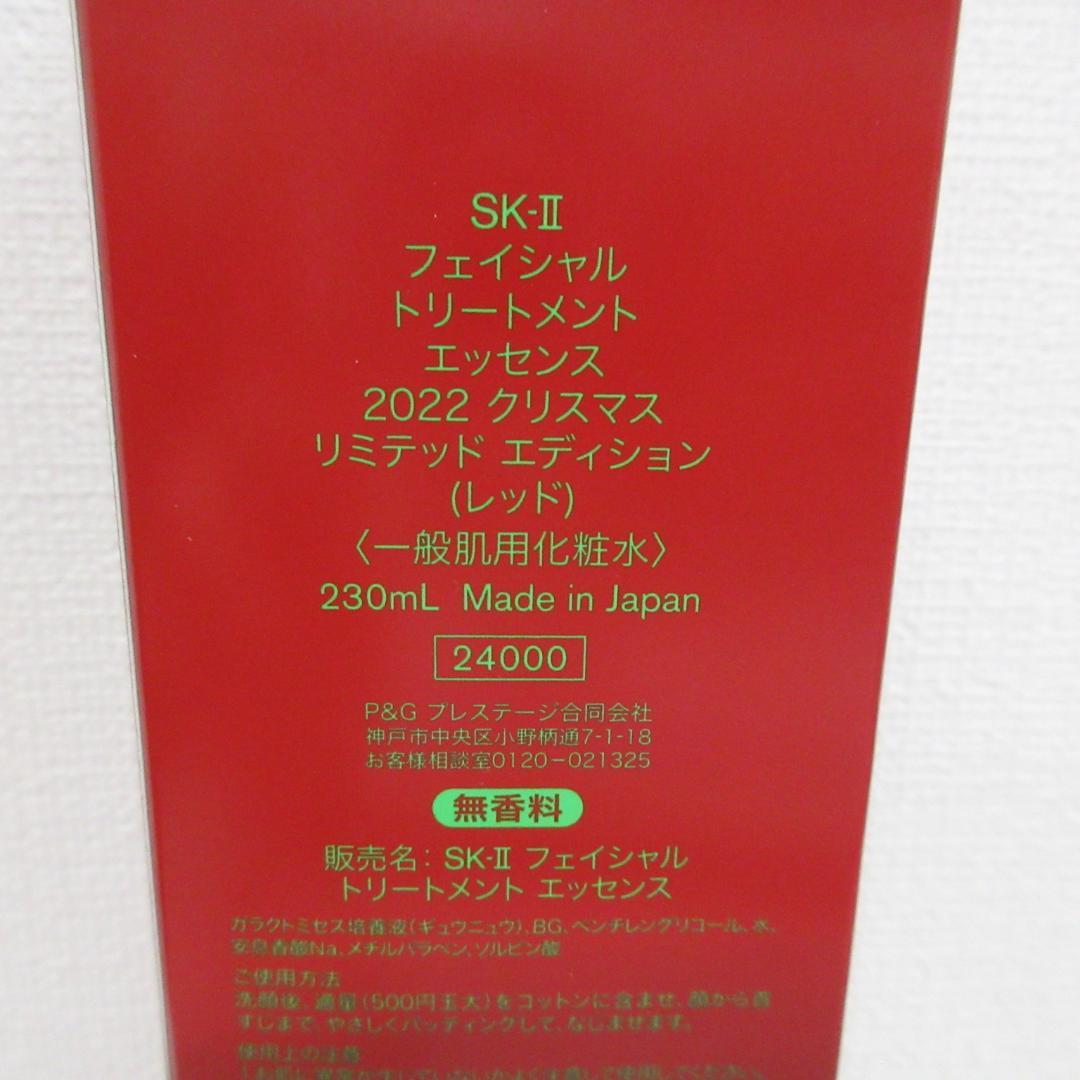 SK-Ⅱ
フェイシャル
トリートメント
エッセンス
2022 クリスマス
リミテッド エディション
(レッド)
〈一般肌用化粧水〉
230mL Made in Japan
24000
P&G プレステージ合同会社
神戸市中央区小野柄通7-1-18
お客様相談室0120-021325
無香料
販売名: SK-Ⅱ フェイシャル
トリートメント エッセンス
ガラクトミセス培養液(ギュウニュウ)、BG、ペンチレングリコール、水、
安息香酸Na、メチルパラベン、ソルビン酸
ご使用方法
洗顔後、適量(500円玉大)をコットンに含ませ、顔から首
すじまで、やさしくパッティングして、なじませます。
使用上の注意